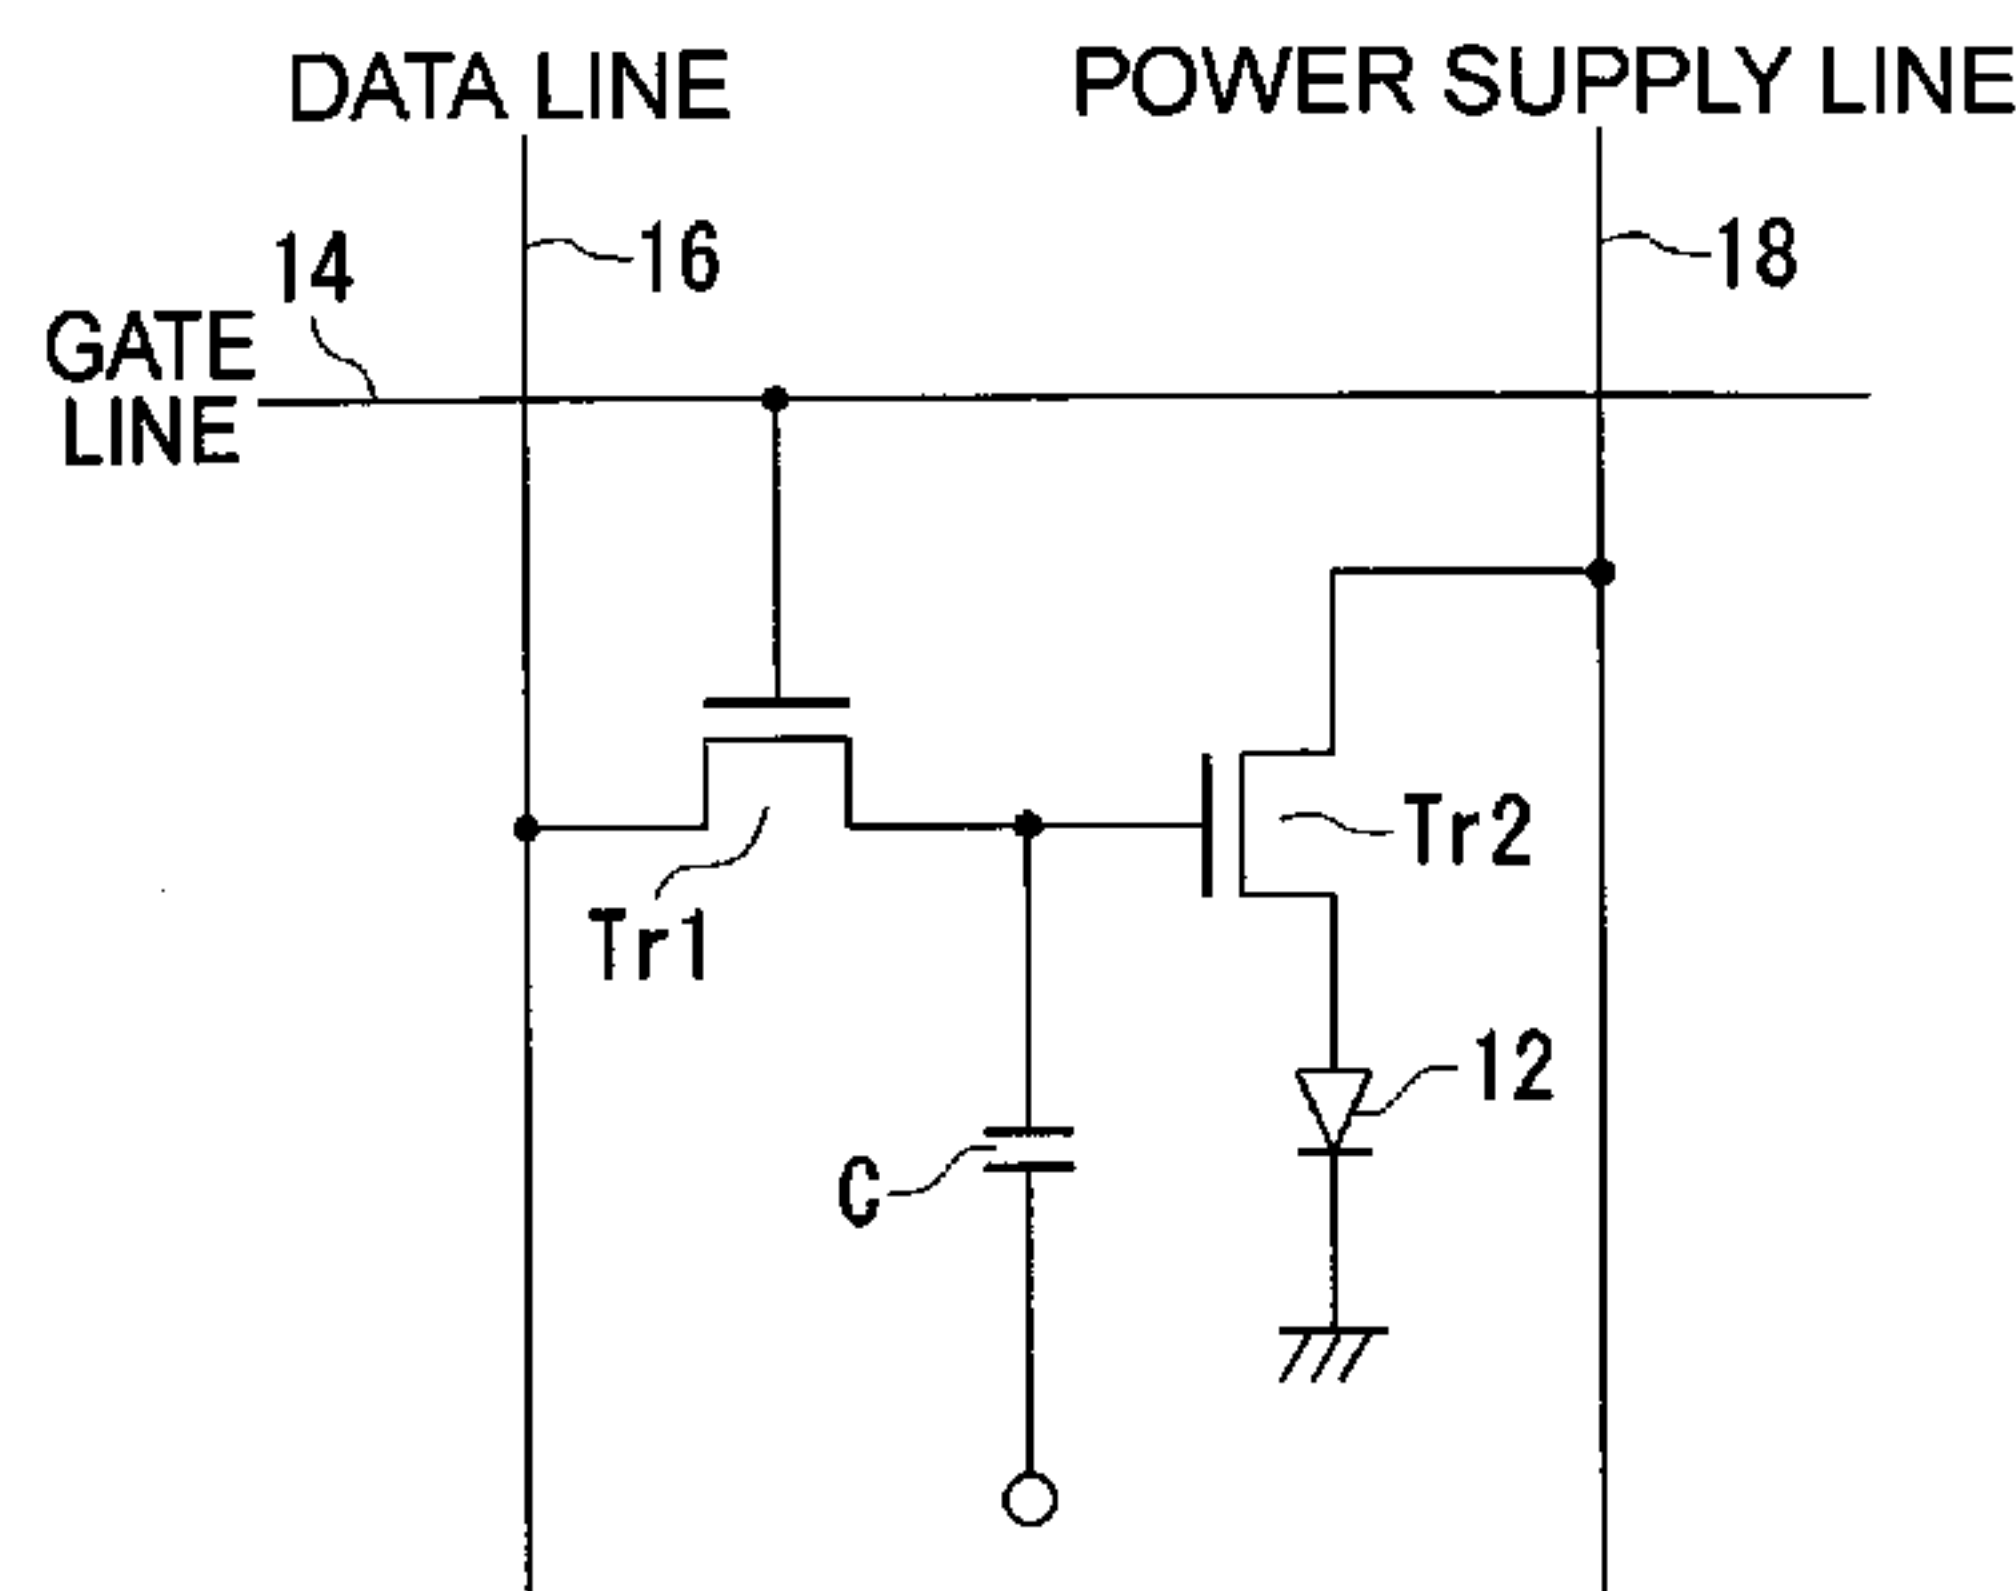 DATA LINE
POWER SUPPLY LINE
14
16
18
GATE
LINE
Tr2
Tr1
12
C